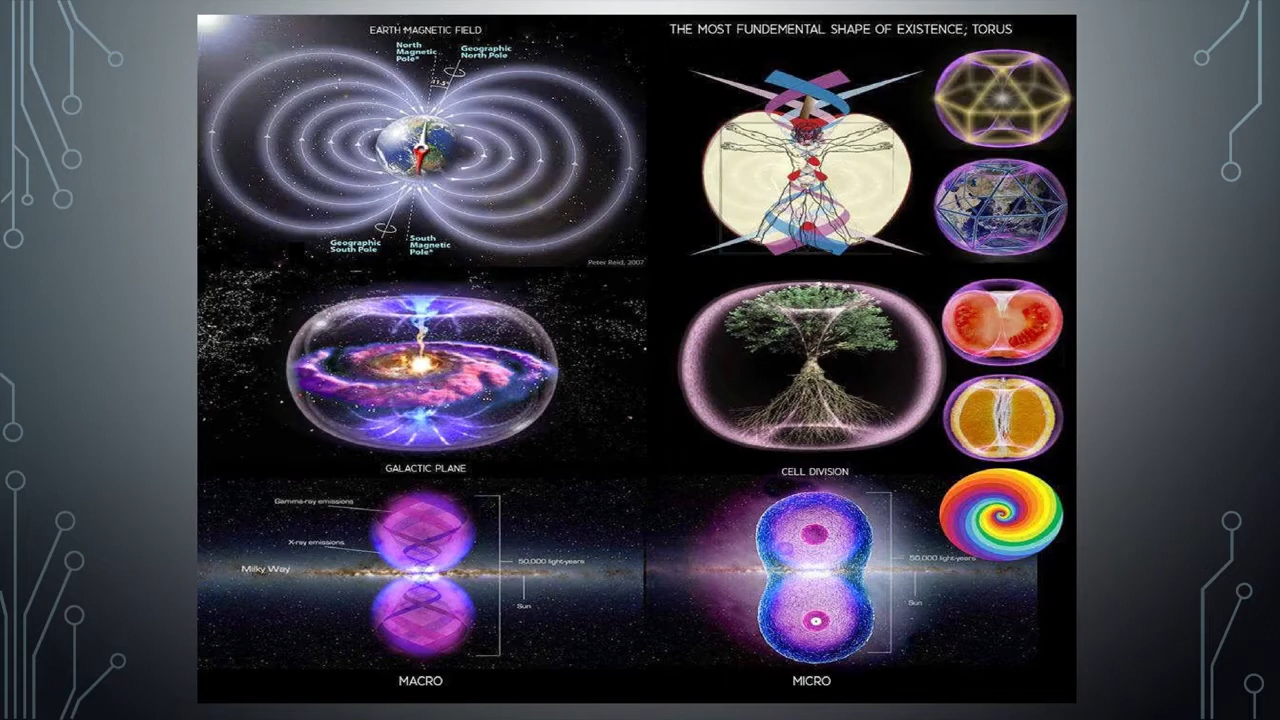 EARTH MAGNETIC FIELD
North
Magnetic
Pole*
Geographic
North Pole
11.5°
Geographic
South Pole
South
Magnetic
Pole*
Peter Reid, 2007
THE MOST FUNDEMENTAL SHAPE OF EXISTENCE; TORUS
GALACTIC PLANE
Gamma-ray emissions
X-ray emissions
Milky Way
50,000 light-years
Sun
MACRO
CELL DIVISION
50,000 light-years
Sun
MICRO